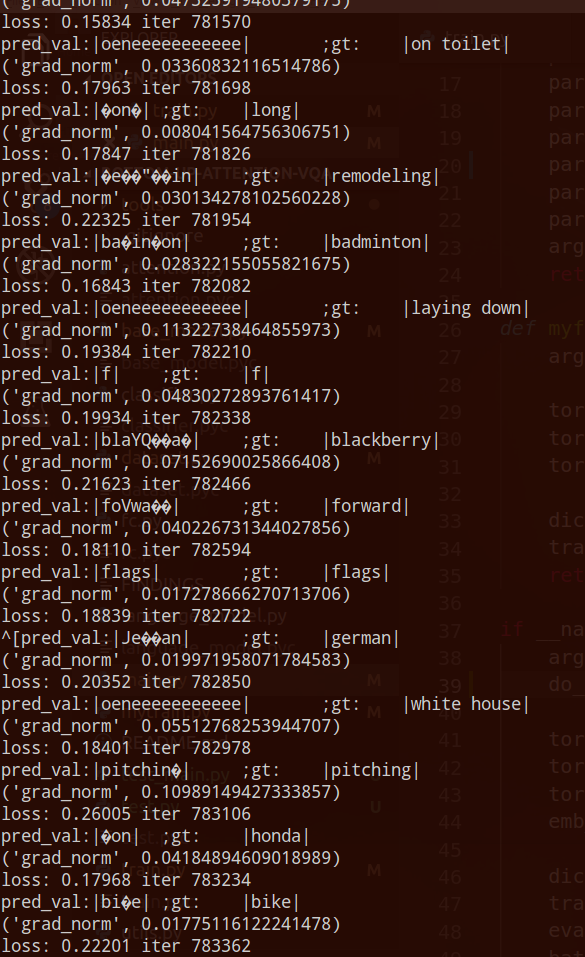 loss: 0.15834 iter 781570
pred_val:|oeneeeeeeeeeee| ;gt: |on toilet|
('grad_norm', 0.03360832116514786)
loss: 0.17963 iter 781698
pred_val:|�on�| ;gt: |long|
('grad_norm', 0.008041564756306751)
loss: 0.17847 iter 781826
pred_val:|�e��"��in| ;gt: |remodeling|
('grad_norm', 0.030134278102560228)
loss: 0.22325 iter 781954
pred_val:|ba�in�on| ;gt: |badminton|
('grad_norm', 0.028322155055821675)
loss: 0.16843 iter 782082
pred_val:|oeneeeeeeeeeee| ;gt: |laying down|
('grad_norm', 0.11322738464855973)
loss: 0.19384 iter 782210
pred_val:|f| ;gt: |f|
('grad_norm', 0.04830272893761417)
loss: 0.19934 iter 782338
pred_val:|blaYQ��a�| ;gt: |blackberry|
('grad_norm', 0.07152690025866408)
loss: 0.21623 iter 782466
pred_val:|foVwa��| ;gt: |forward|
('grad_norm', 0.040226731344027856)
loss: 0.18110 iter 782594
pred_val:|flags| ;gt: |flags|
('grad_norm', 0.017278666270713706)
loss: 0.18839 iter 782722
^[pred_val:|Je��an| ;gt: |german|
('grad_norm', 0.019971958071784583)
loss: 0.20352 iter 782850
pred_val:|oeneeeeeeeeeee| ;gt: |white house|
('grad_norm', 0.05512768253944707)
loss: 0.18401 iter 782978
pred_val:|pitchin�| ;gt: |pitching|
('grad_norm', 0.10989149427333857)
loss: 0.26005 iter 783106
pred_val:|�on| ;gt: |honda|
('grad_norm', 0.04184894609018989)
loss: 0.17968 iter 783234
pred_val:|bi�e| ;gt: |bike|
('grad_norm', 0.01775116122241478)
loss: 0.22201 iter 783362